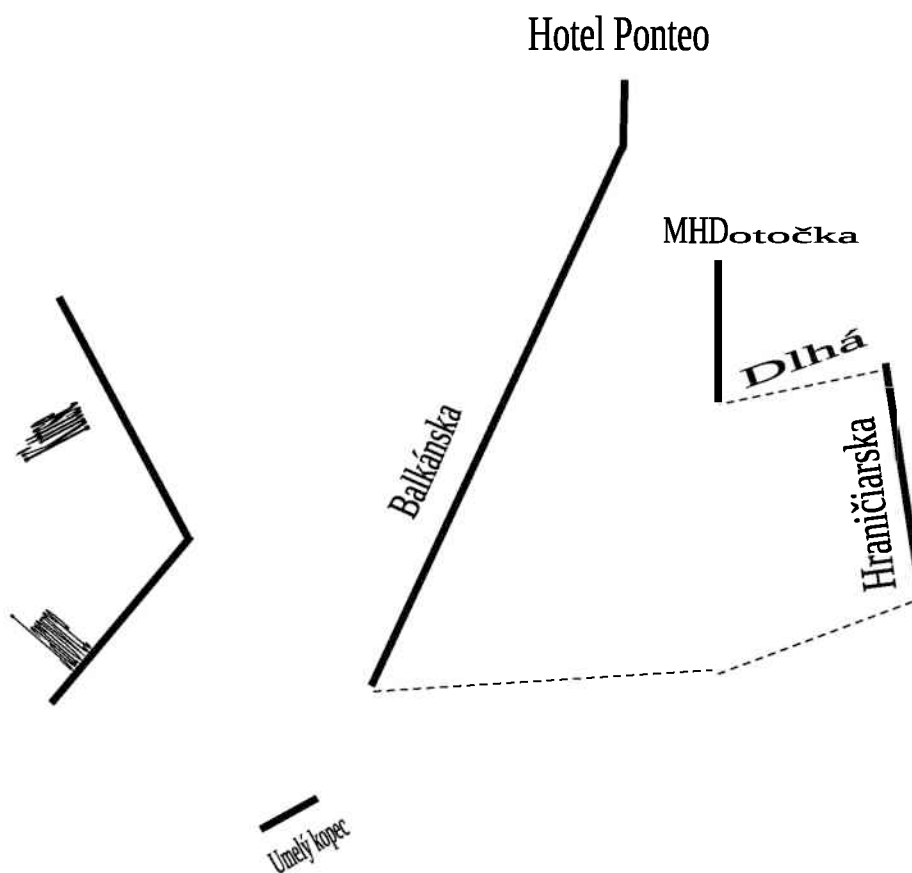 Hotel Ponteo
MHDotočka
Dlhá
Balkánska
Hraničiarska
Umelý kopec